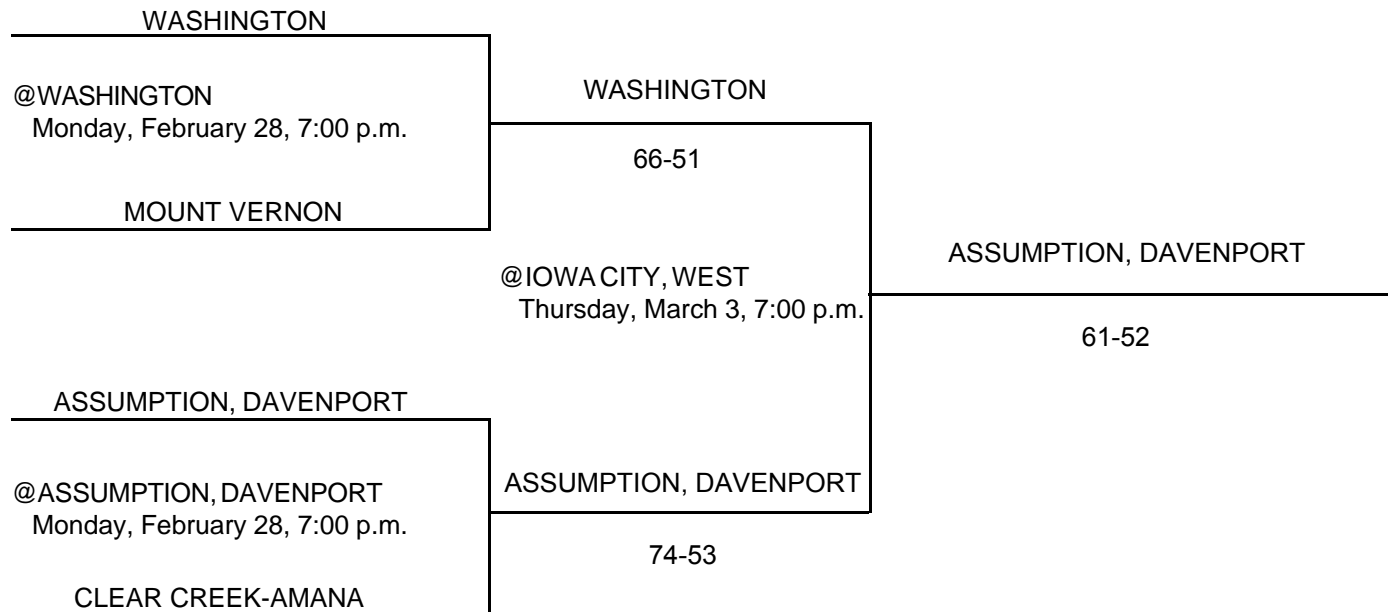 WASHINGTON
@WASHINGTON
Monday, February 28, 7:00 p.m.
MOUNT VERNON
WASHINGTON
66-51
@IOWA CITY, WEST
Thursday, March 3, 7:00 p.m.
ASSUMPTION, DAVENPORT
61-52
ASSUMPTION, DAVENPORT
@ASSUMPTION, DAVENPORT
Monday, February 28, 7:00 p.m.
CLEAR CREEK-AMANA
ASSUMPTION, DAVENPORT
74-53